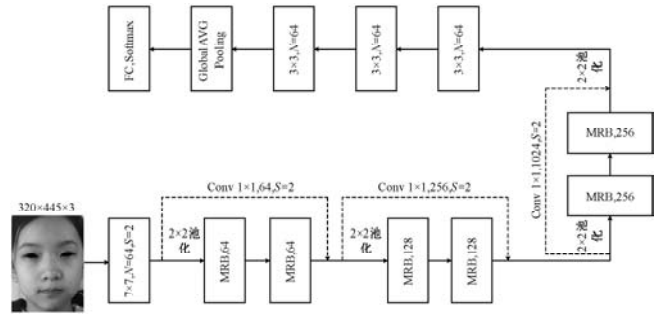 320×445×3
7×7,N=64,S=2
2×2池化
Conv 1×1,64,S=2
MRB,64
MRB,64
2×2池化
Conv 1×1,256,S=2
MRB,128
MRB,128
2×2池化
Conv 1×1,1024,S=2
MRB,256
MRB,256
2×2池化
3×3,N=64
3×3,N=64
3×3,N=64
Global AVG
Pooling
FC,Softmax